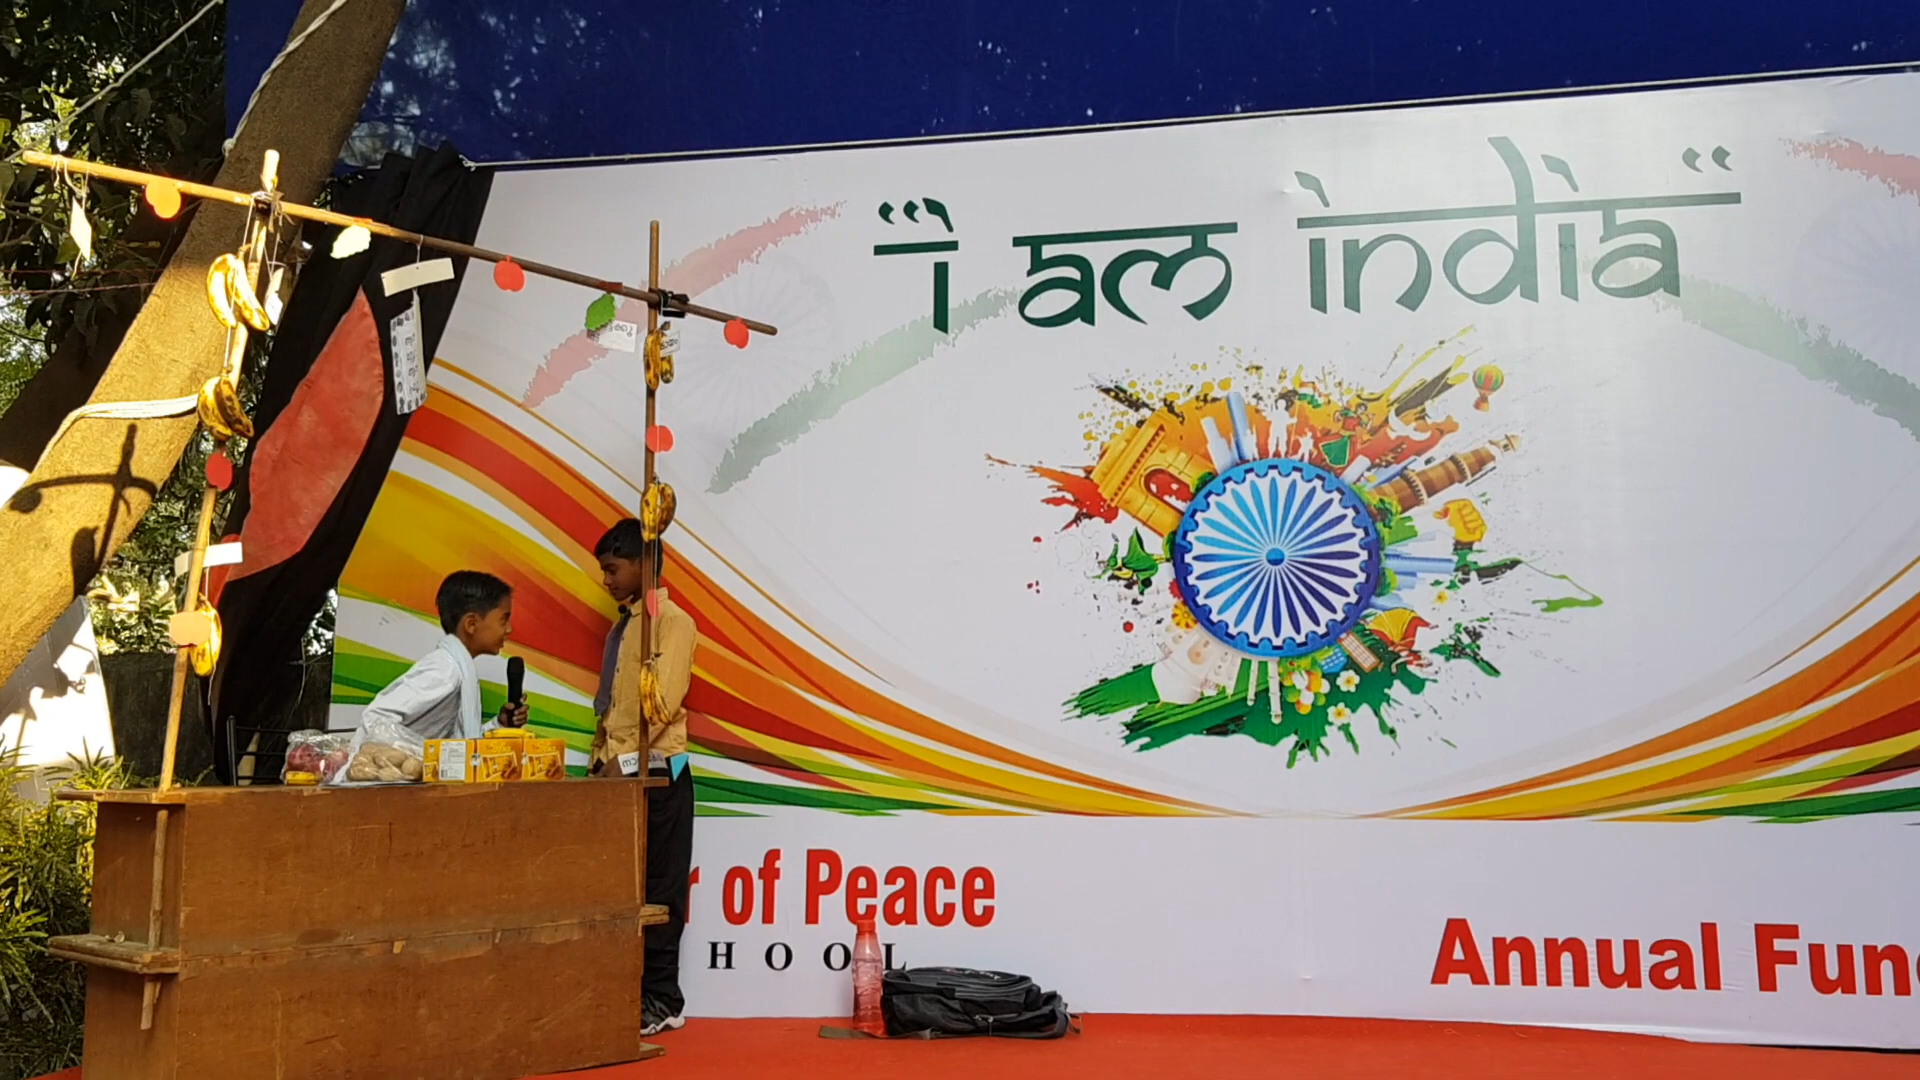 "i am india"
r of Peace
HOOL
Annual Fun